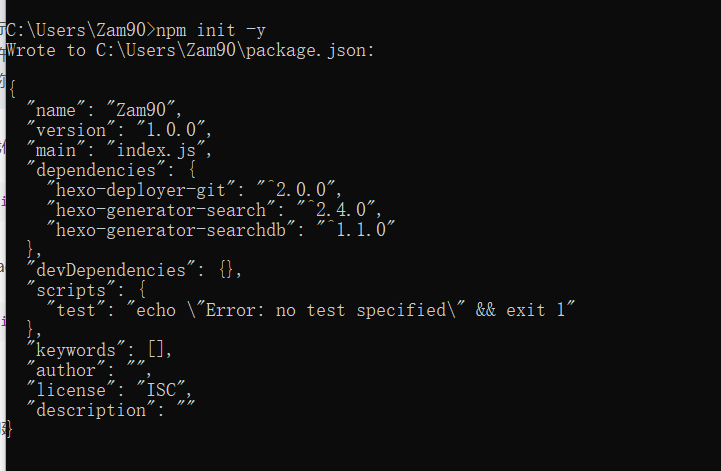 C:\Users\Zam90>npm init -y
Wrote to C:\Users\Zam90\package.json:
{
  "name": "Zam90",
  "version": "1.0.0",
  "main": "index.js",
  "dependencies": {
    "hexo-deployer-git": "^2.0.0",
    "hexo-generator-search": "^2.4.0",
    "hexo-generator-searchdb": "^1.1.0"
  },
  "devDependencies": {},
  "scripts": {
    "test": "echo \"Error: no test specified\" && exit 1"
  },
  "keywords": [],
  "author": "",
  "license": "ISC",
  "description": ""
}